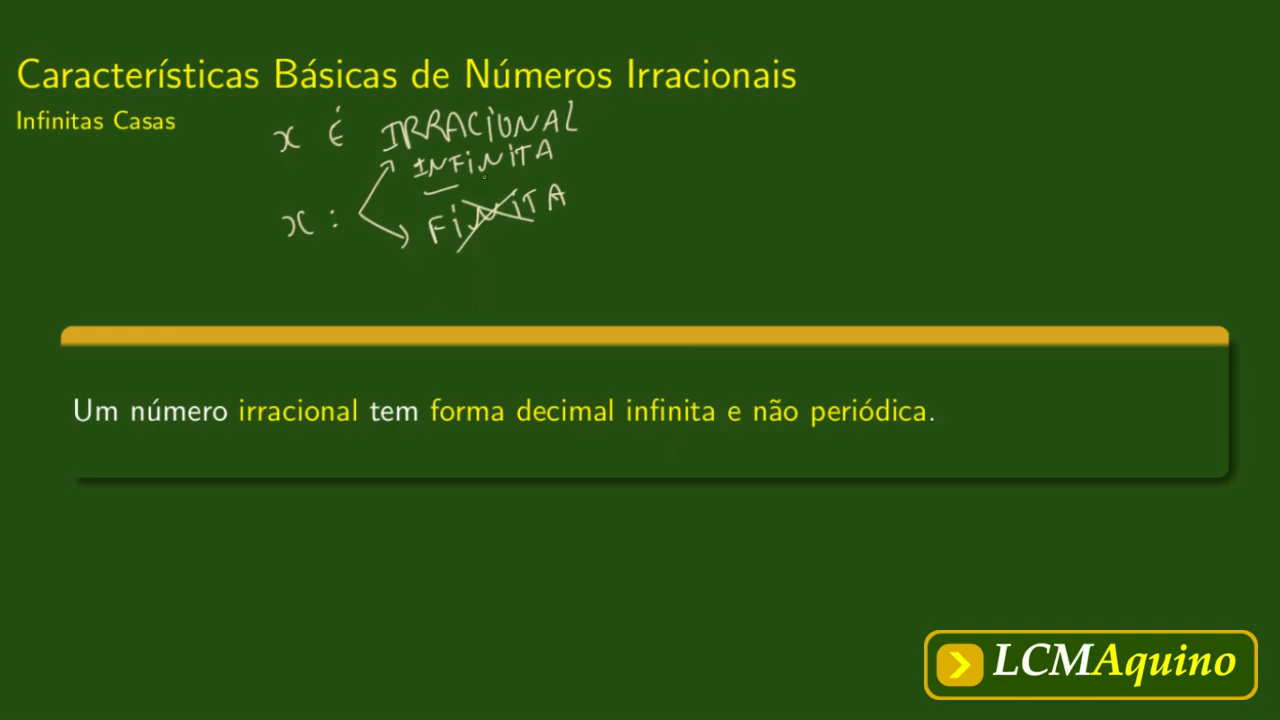 Características Básicas de Números Irracionais
Infinitas Casas
x É IRRACIONAL
INFINITA
x :
FINITA
Um número irracional tem forma decimal infinita e não periódica.
LCMAquino